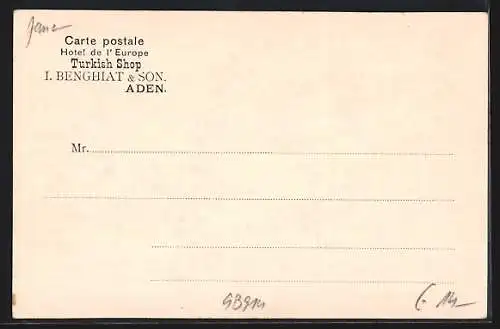 Carte postale
Hotel de l'Europe
Turkish Shop
I. BENGHIAT & SON.
ADEN.
Mr.